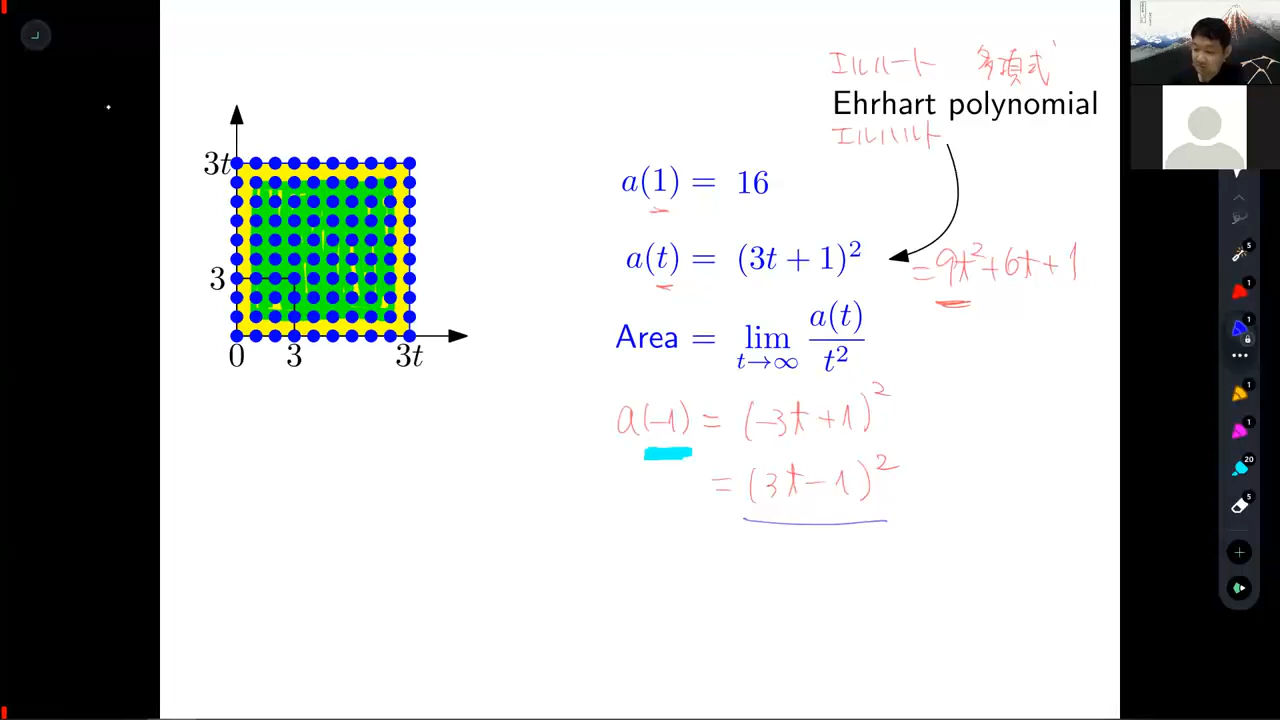 エルハート 多項式
Ehrhart polynomial
エルハルト
3t
3
0 3 3t
a(1) = 16
a(t) = (3t + 1)²
= 9t² + 6t + 1
Area = lim t→∞ a(t)/t²
a(-1) = (-3t + 1)²
= (3t - 1)²